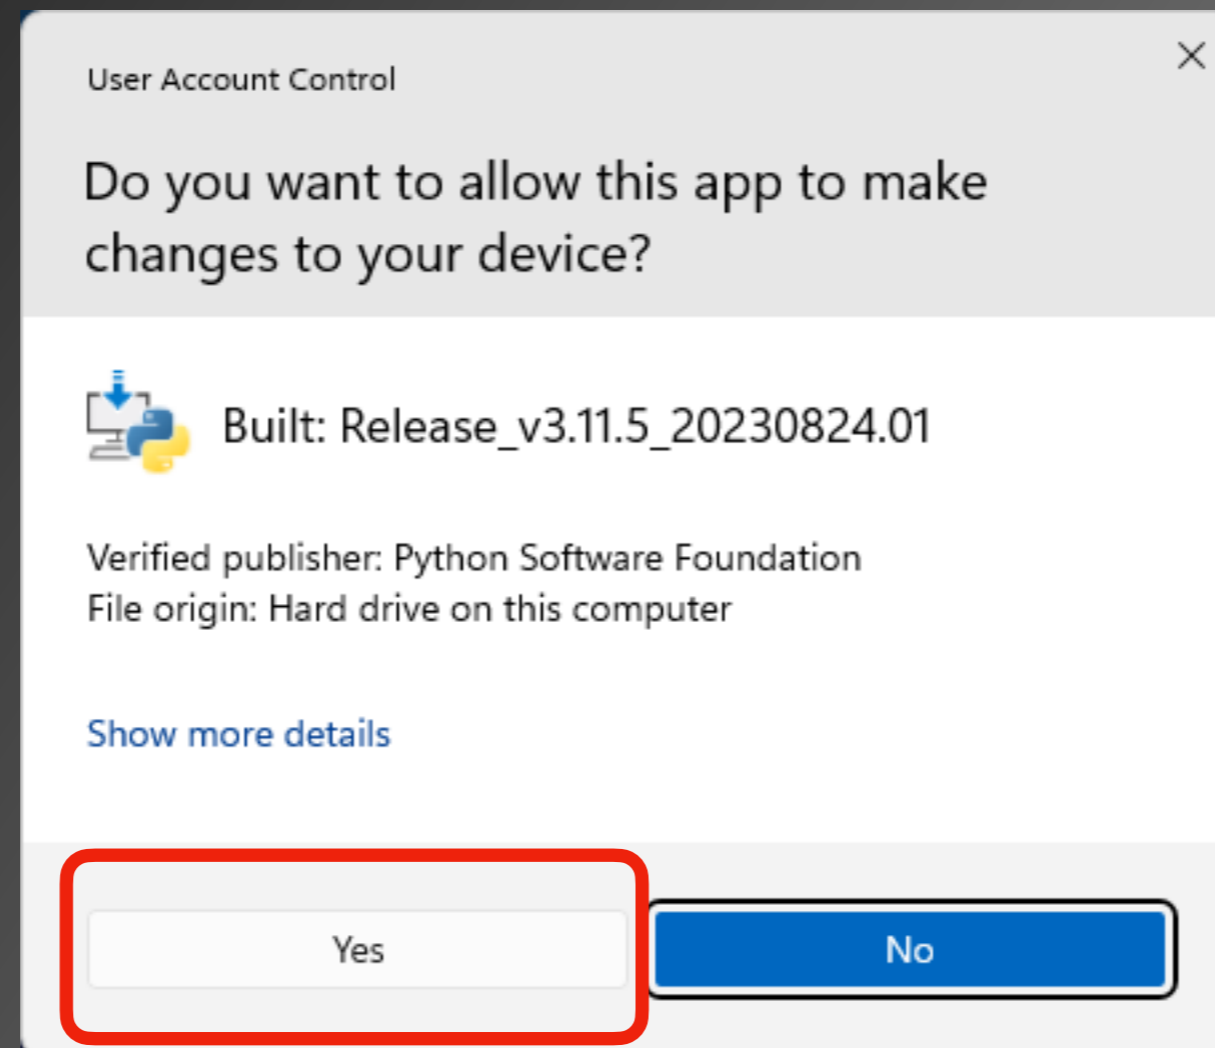 User Account Control
Do you want to allow this app to make
changes to your device?
Built: Release_v3.11.5_20230824.01
Verified publisher: Python Software Foundation
File origin: Hard drive on this computer
Show more details
Yes
No